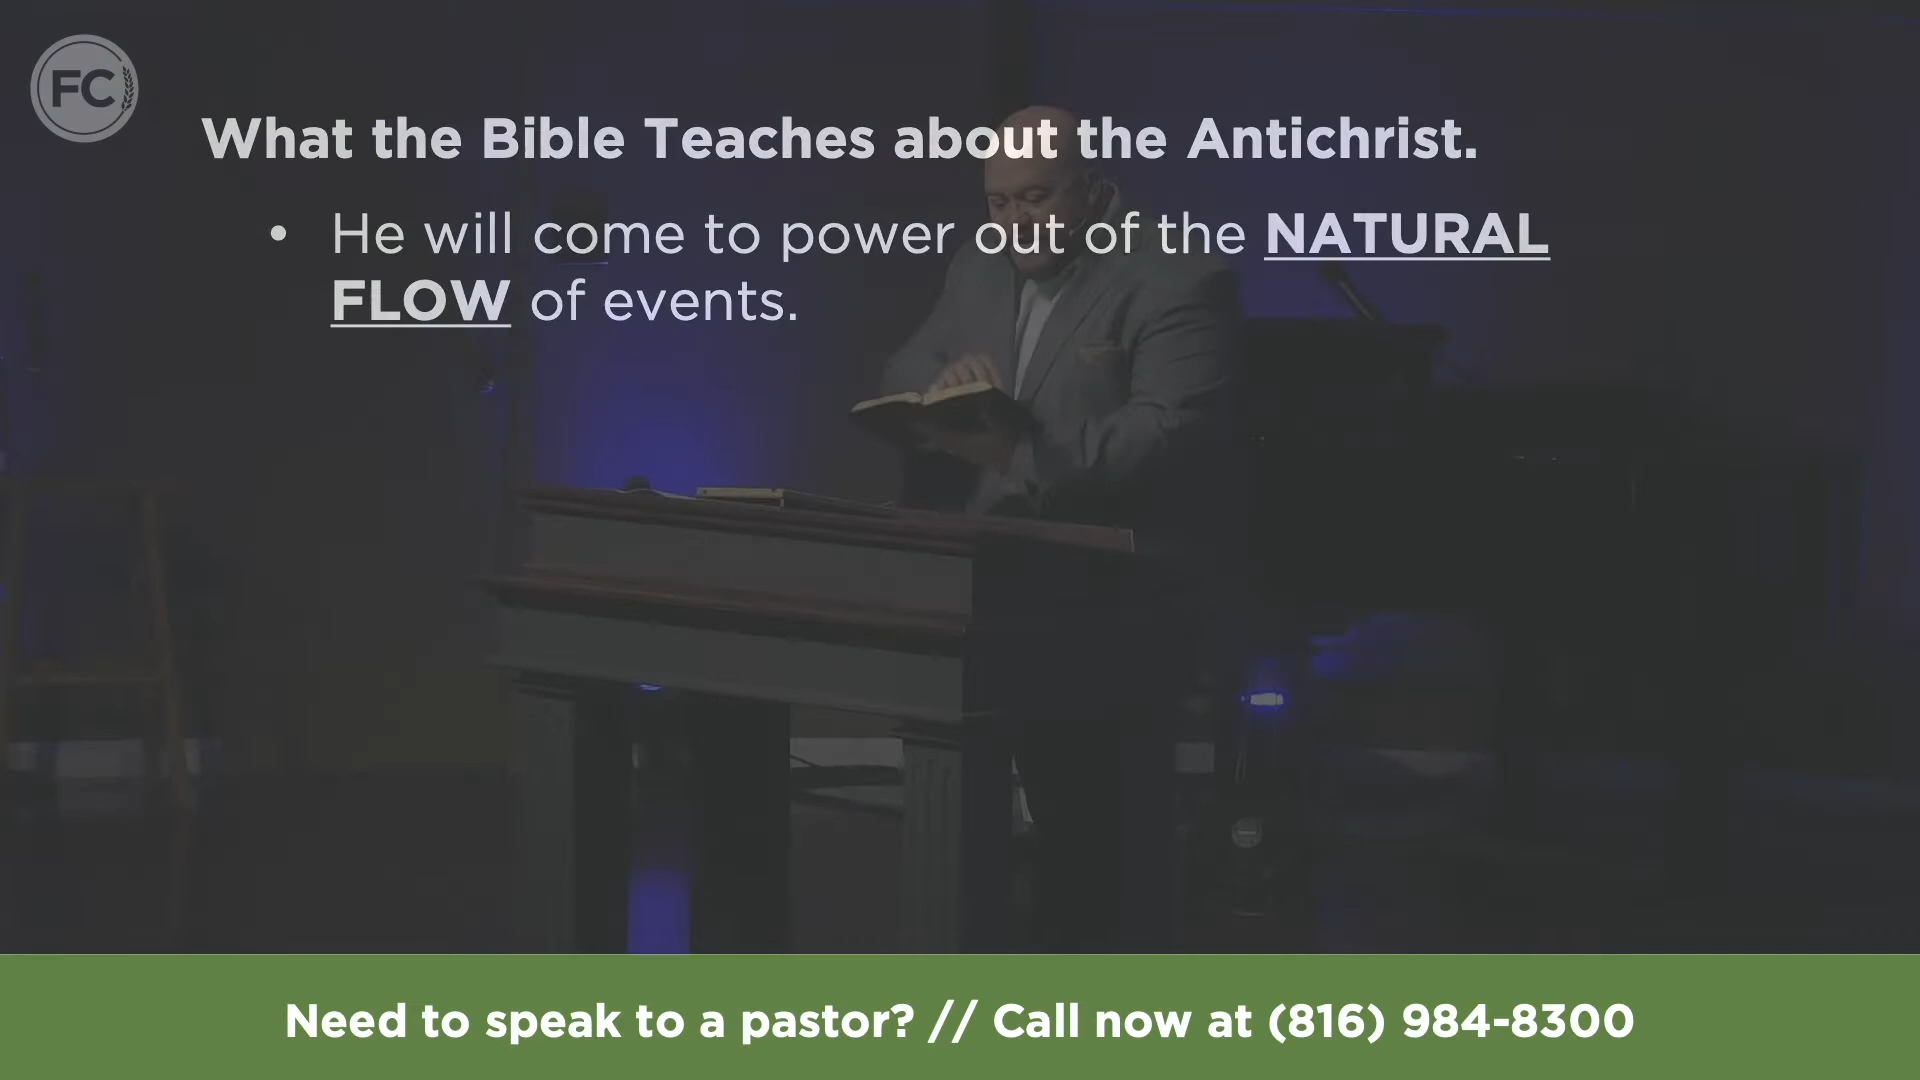 FC
What the Bible Teaches about the Antichrist.
• He will come to power out of the NATURAL
FLOW of events.
Need to speak to a pastor? // Call now at (816) 984-8300